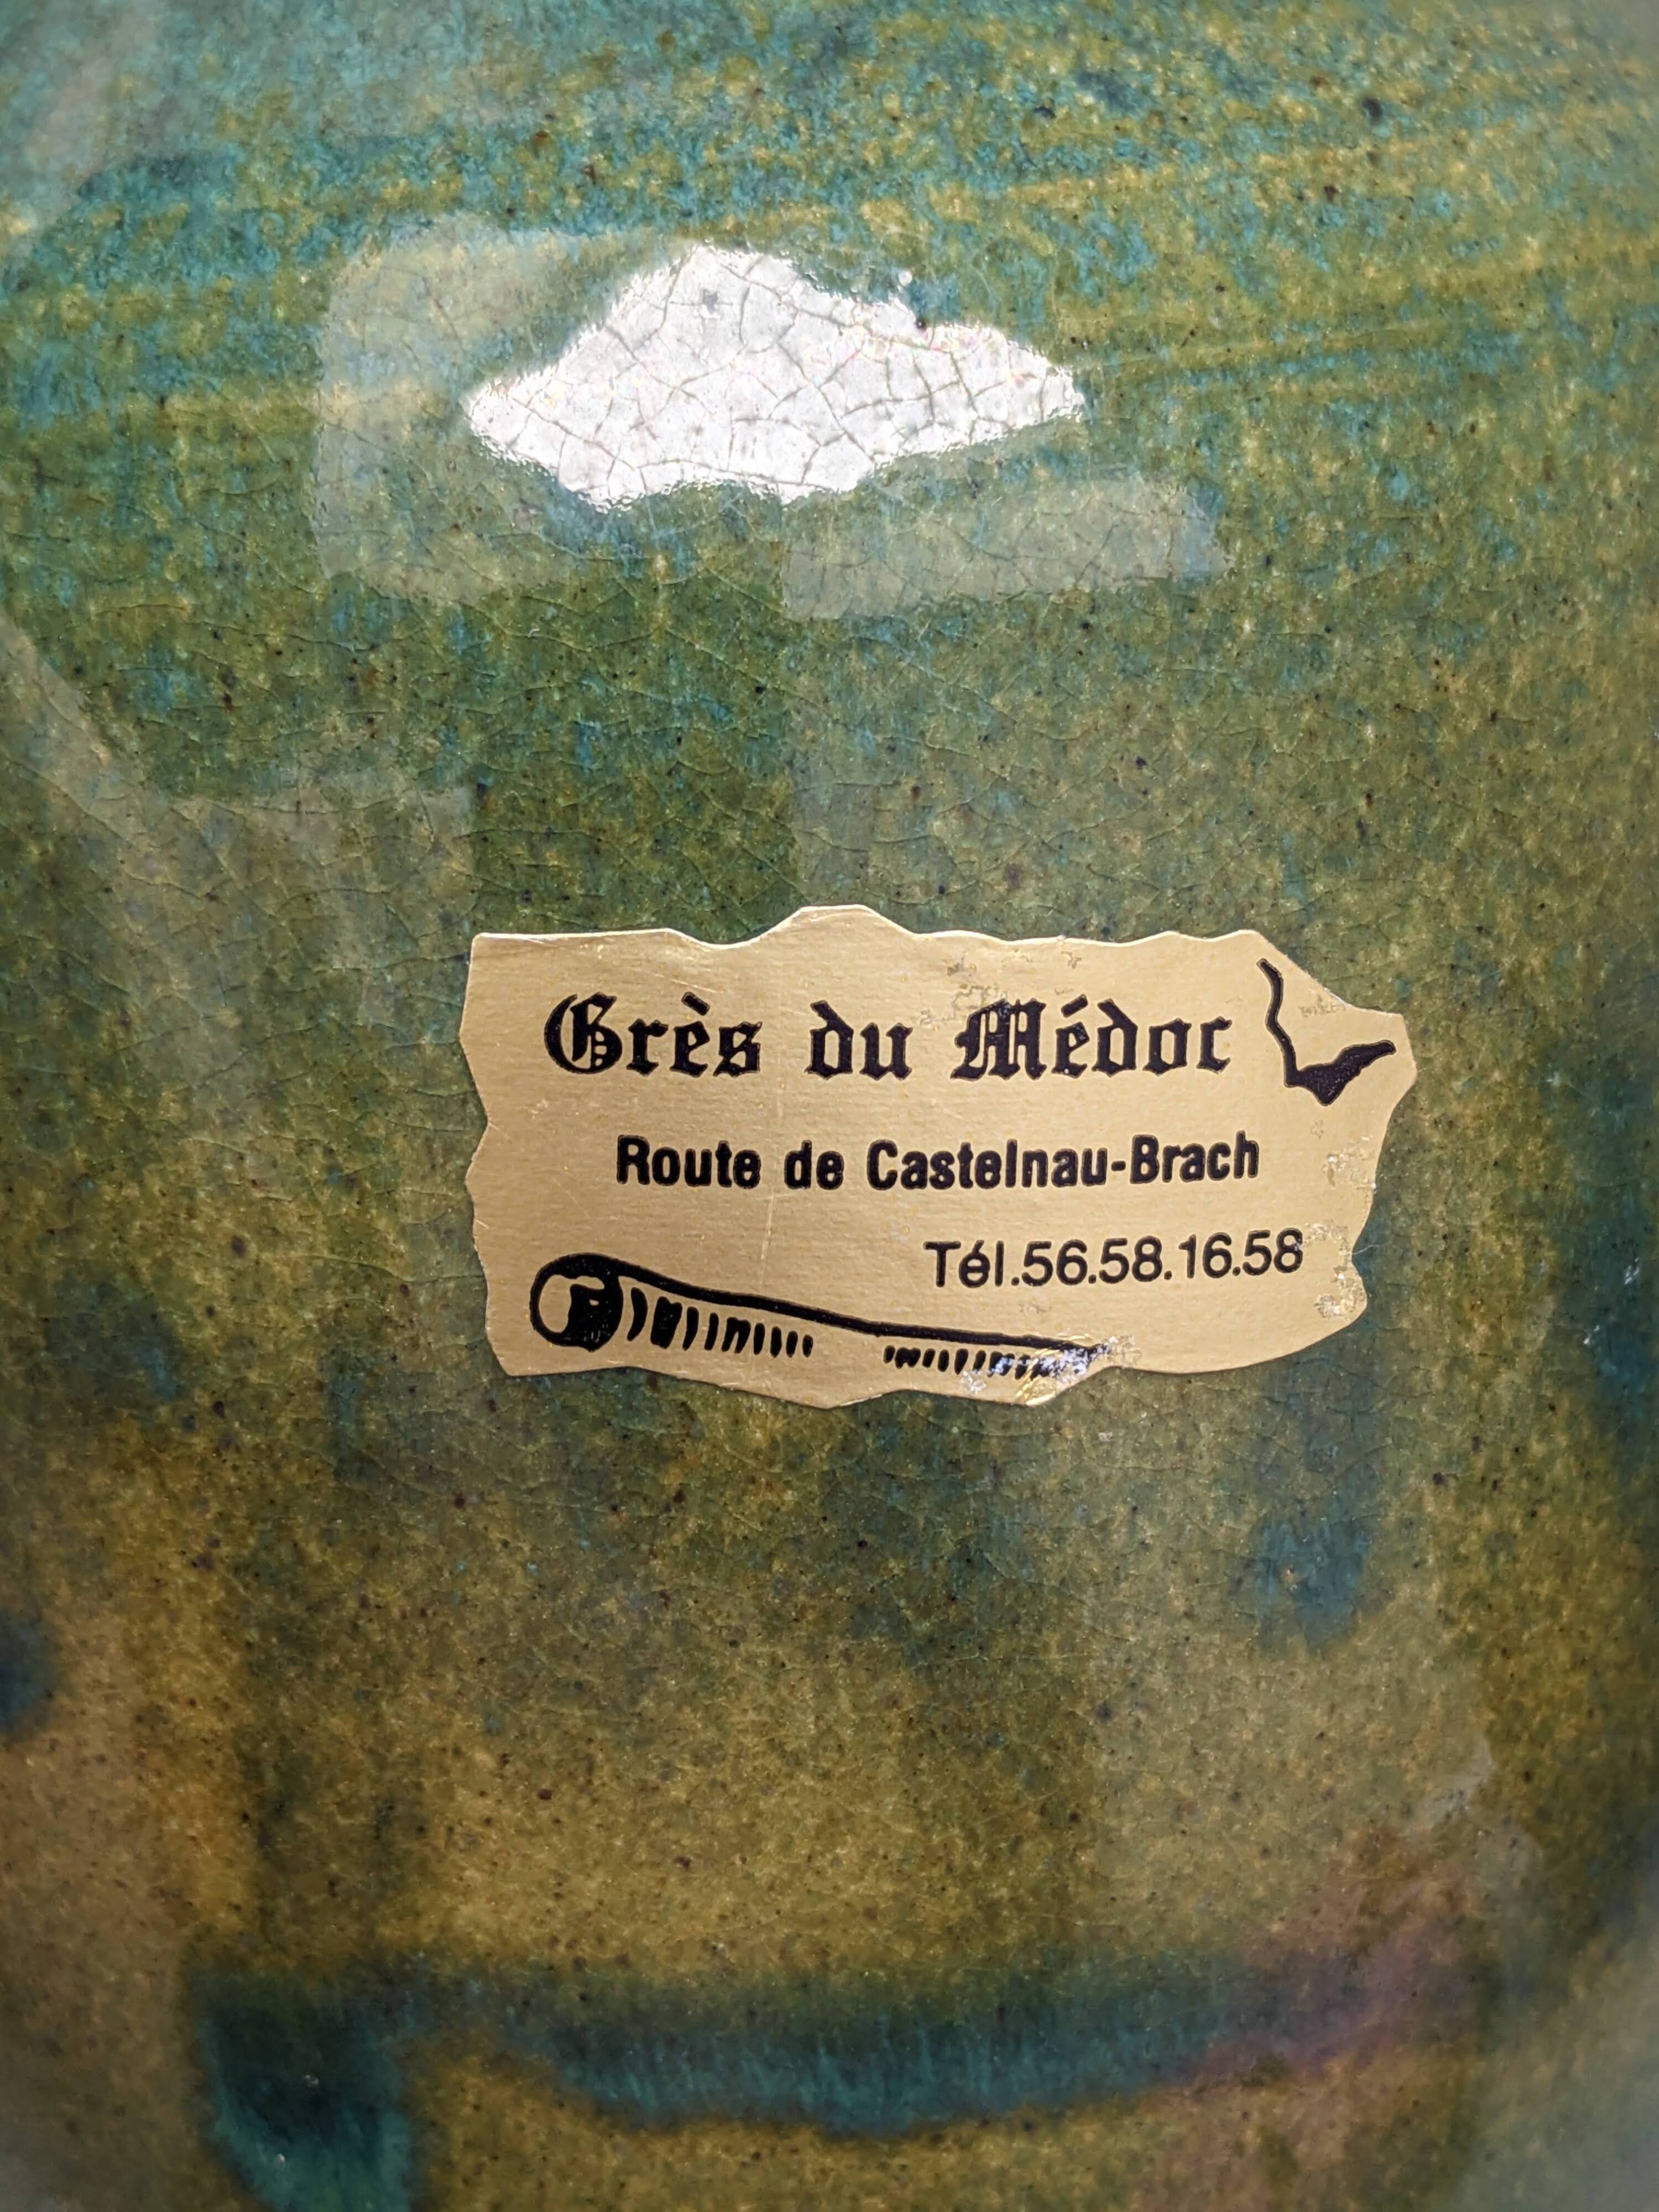 Grès du Médoc
Route de Castelnau-Brach
Tél.56.58.16.58